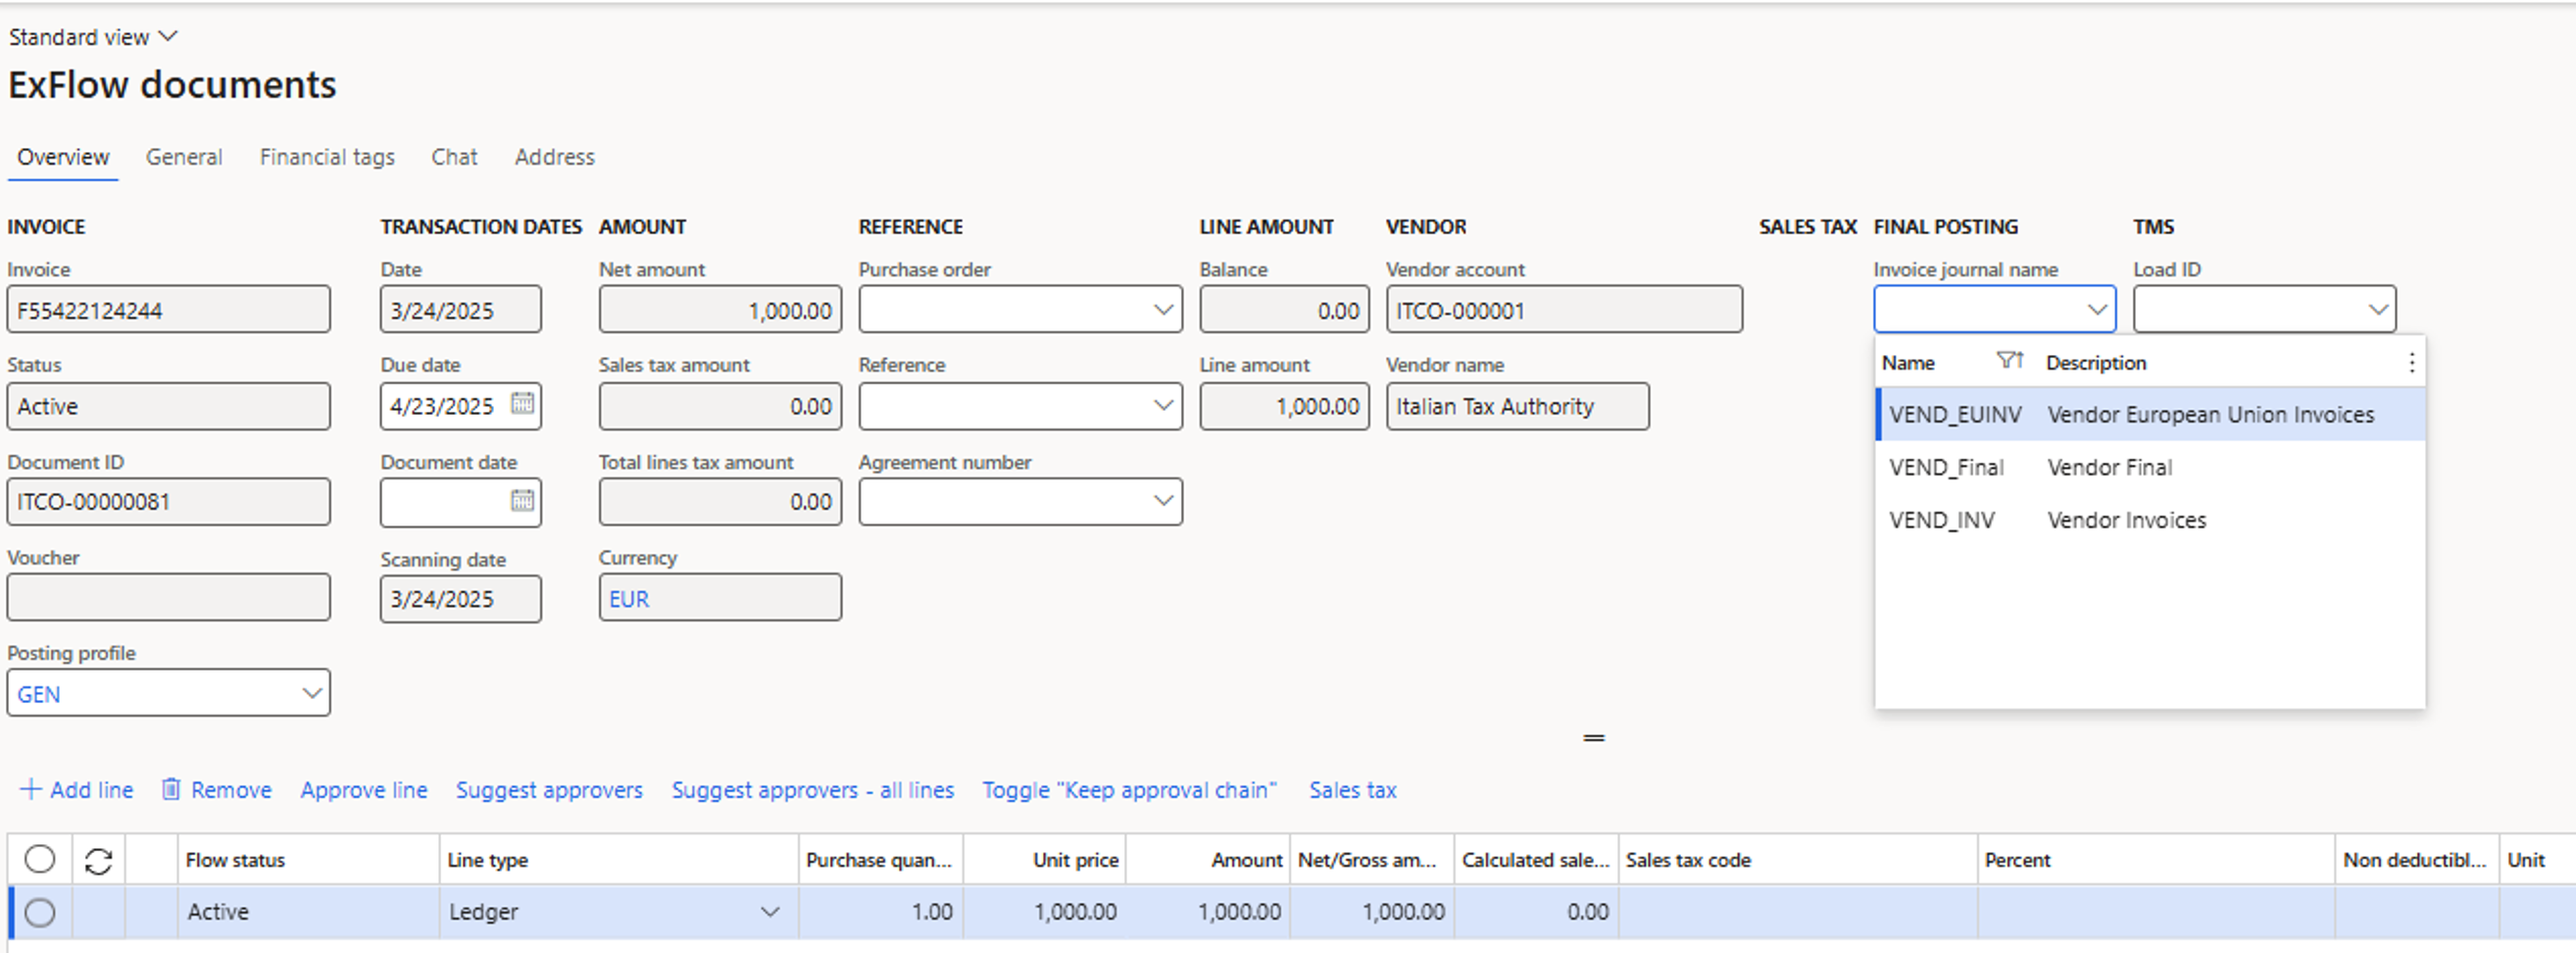 Standard view
ExFlow documents
Overview General Financial tags Chat Address
INVOICE TRANSACTION DATES AMOUNT REFERENCE LINE AMOUNT VENDOR SALES TAX FINAL POSTING TMS
Invoice Date Net amount Purchase order Balance Vendor account Invoice journal name Load ID
F55422124244 3/24/2025 1,000.00 0.00 ITCO-000001
Status Due date Sales tax amount Reference Line amount Vendor name Name Description
Active 4/23/2025 0.00 1,000.00 Italian Tax Authority VEND_EUINV Vendor European Union Invoices
Document ID Document date Total lines tax amount Agreement number VEND_Final Vendor Final
ITCO-00000081 0.00 VEND_INV Vendor Invoices
Voucher Scanning date Currency
3/24/2025 EUR
Posting profile
GEN
Add line Remove Approve line Suggest approvers Suggest approvers - all lines Toggle "Keep approval chain" Sales tax
Flow status Line type Purchase quan... Unit price Amount Net/Gross am... Calculated sale... Sales tax code Percent Non deductibl... Unit
Active Ledger 1.00 1,000.00 1,000.00 1,000.00 0.00